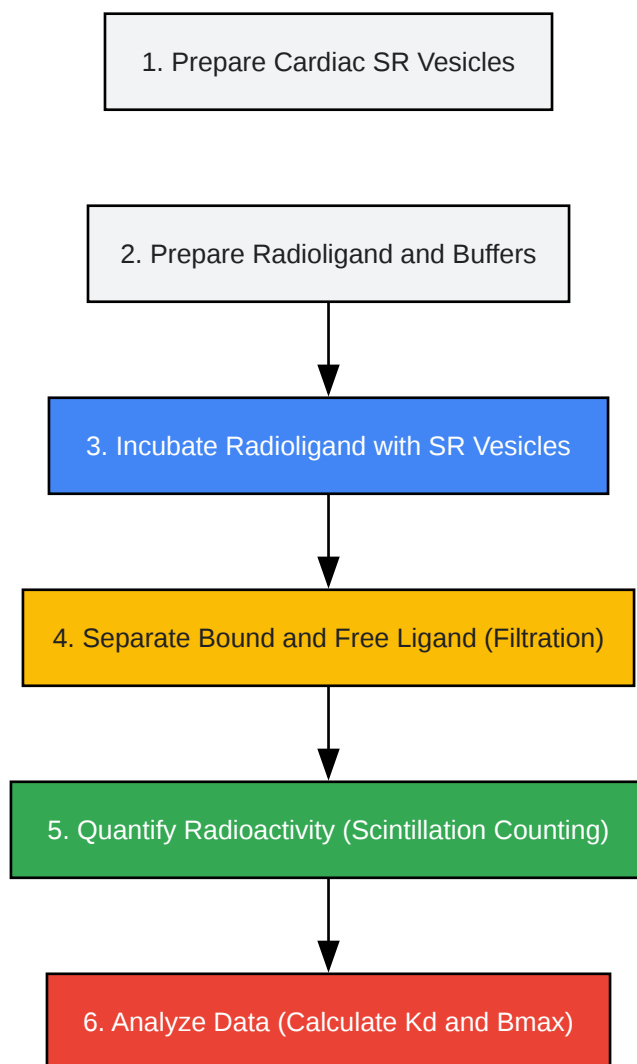 1. Prepare Cardiac SR Vesicles
2. Prepare Radioligand and Buffers
3. Incubate Radioligand with SR Vesicles
4. Separate Bound and Free Ligand (Filtration)
5. Quantify Radioactivity (Scintillation Counting)
6. Analyze Data (Calculate Kd and Bmax)